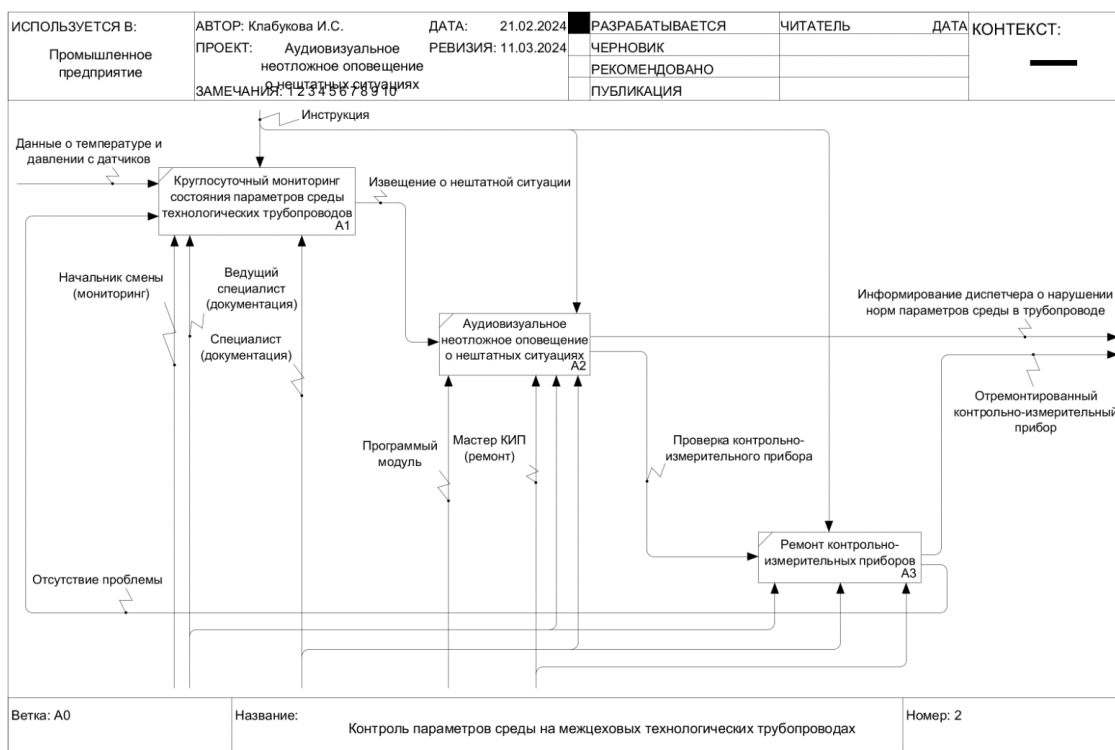 ИСПОЛЬЗУЕТСЯ В:
Промышленное
предприятие
АВТОР: Клабукова И.С.
ДАТА: 21.02.2024
ПРОЕКТ: Аудиовизуальное
неотложное оповещение
о нештатных ситуациях
РЕВИЗИЯ: 11.03.2024
ЗАМЕЧАНИЯ: 1 2 3 4 5 6 7 8 9 10
РАЗРАБАТЫВАЕТСЯ
ЧЕРНОВИК
РЕКОМЕНДОВАНО
ПУБЛИКАЦИЯ
ЧИТАТЕЛЬ
ДАТА
КОНТЕКСТ:
Инструкция
Данные о температуре и
давлении с датчиков
Круглосуточный мониторинг
состояния параметров среды
технологических трубопроводов
A1
Извещение о нештатной ситуации
Начальник смены
(мониторинг)
Ведущий
специалист
(документация)
Специалист
(документация)
Аудиовизуальное
неотложное оповещение
о нештатных ситуациях
A2
Информирование диспетчера о нарушении
норм параметров среды в трубопроводе
Отремонтированный
контрольно-измерительный
прибор
Программый
модуль
Мастер КИП
(ремонт)
Проверка контрольно-
измерительного прибора
Ремонт контрольно-
измерительных приборов
A3
Отсутствие проблемы
Ветка: A0
Название:
Контроль параметров среды на межцеховых технологических трубопроводах
Номер: 2